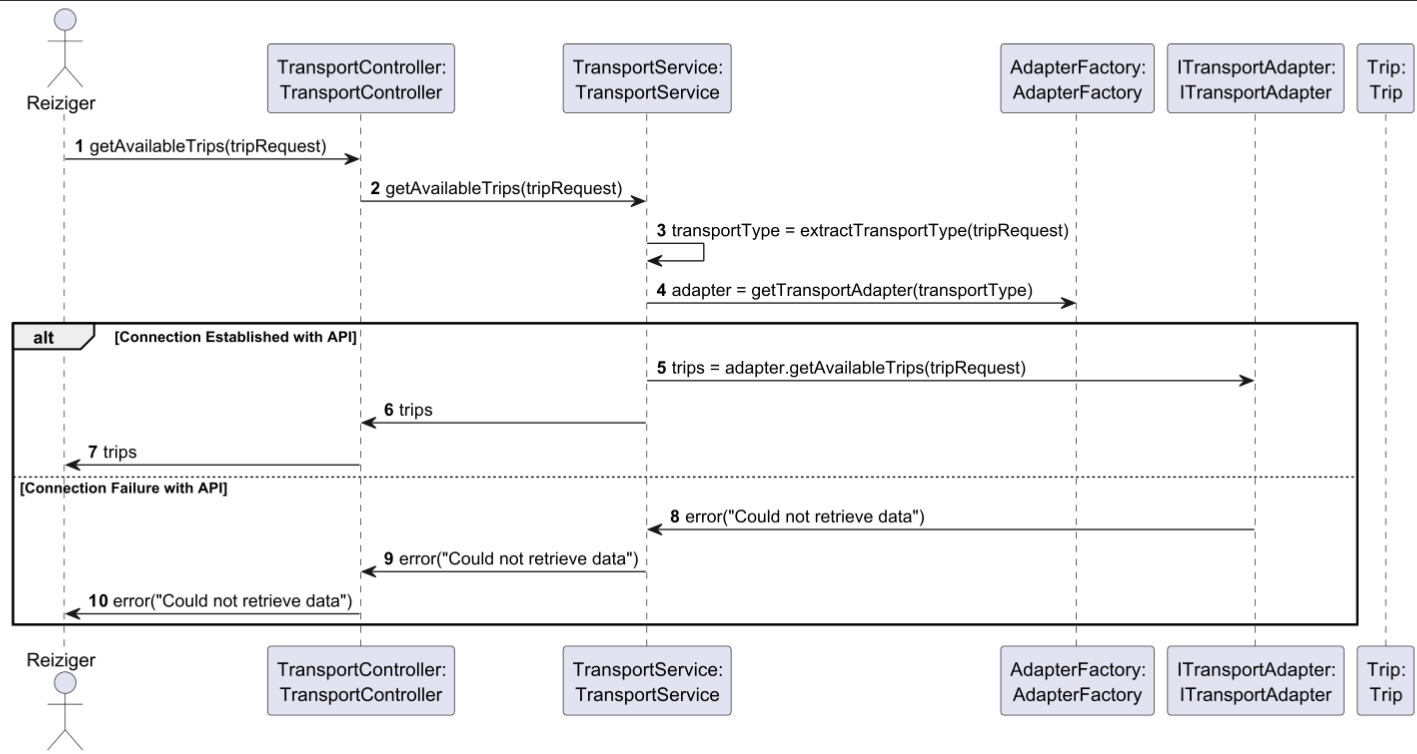 Reiziger
TransportController:
TransportController
TransportService:
TransportService
AdapterFactory:
AdapterFactory
ITransportAdapter:
ITransportAdapter
Trip:
Trip
1 getAvailableTrips(tripRequest)
2 getAvailableTrips(tripRequest)
3 transportType = extractTransportType(tripRequest)
4 adapter = getTransportAdapter(transportType)
alt [Connection Established with API]
5 trips = adapter.getAvailableTrips(tripRequest)
6 trips
7 trips
[Connection Failure with API]
8 error("Could not retrieve data")
9 error("Could not retrieve data")
10 error("Could not retrieve data")
Reiziger
TransportController:
TransportController
TransportService:
TransportService
AdapterFactory:
AdapterFactory
ITransportAdapter:
ITransportAdapter
Trip:
Trip